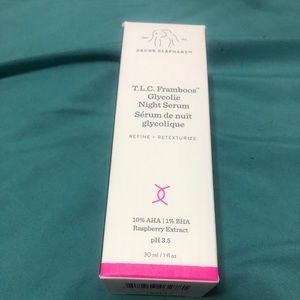 DRUNK ELEPHANT™
T.L.C. Framboos™
Glycolic
Night Serum
Sérum de nuit
glycolique
REFINE + RETEXTURIZE
10% AHA | 1% BHA
Raspberry Extract
pH 3.5
30 ml / 1 fl oz